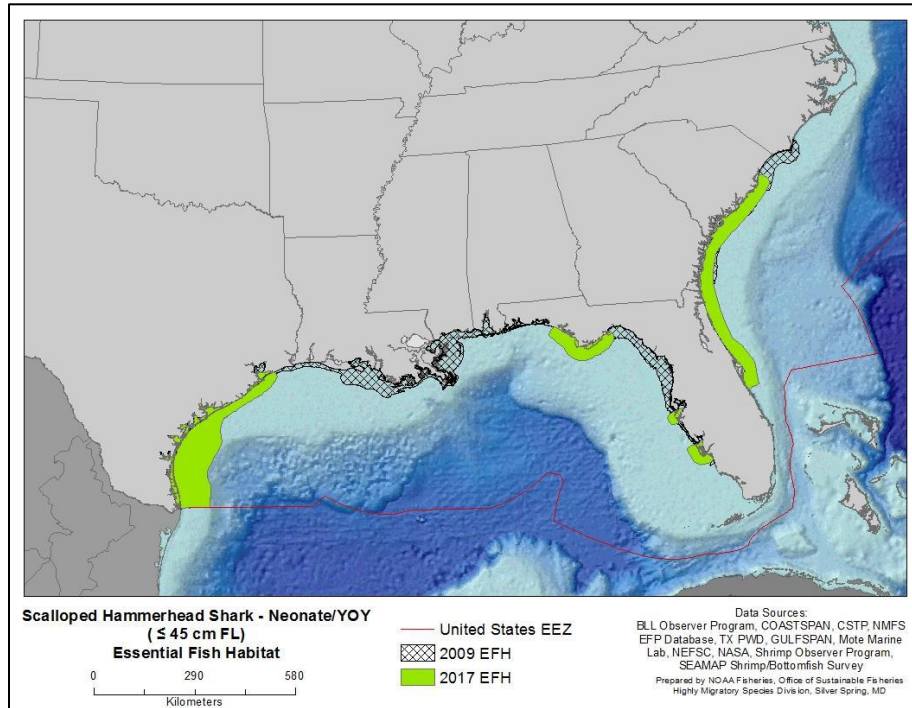 Scalloped Hammerhead Shark - Neonate/YOY
( ≤ 45 cm FL)
Essential Fish Habitat
0 290 580
Kilometers
United States EEZ
2009 EFH
2017 EFH
Data Sources:
BLL Observer Program, COASTSPAN, CSTP, NMFS
EFP Database, TX PWD, GULFSPAN, Mote Marine
Lab, NEFSC, NASA, Shrimp Observer Program,
SEAMAP Shrimp/Bottomfish Survey
Prepared by NOAA Fisheries, Office of Sustainable Fisheries
Highly Migratory Species Division, Silver Spring, MD